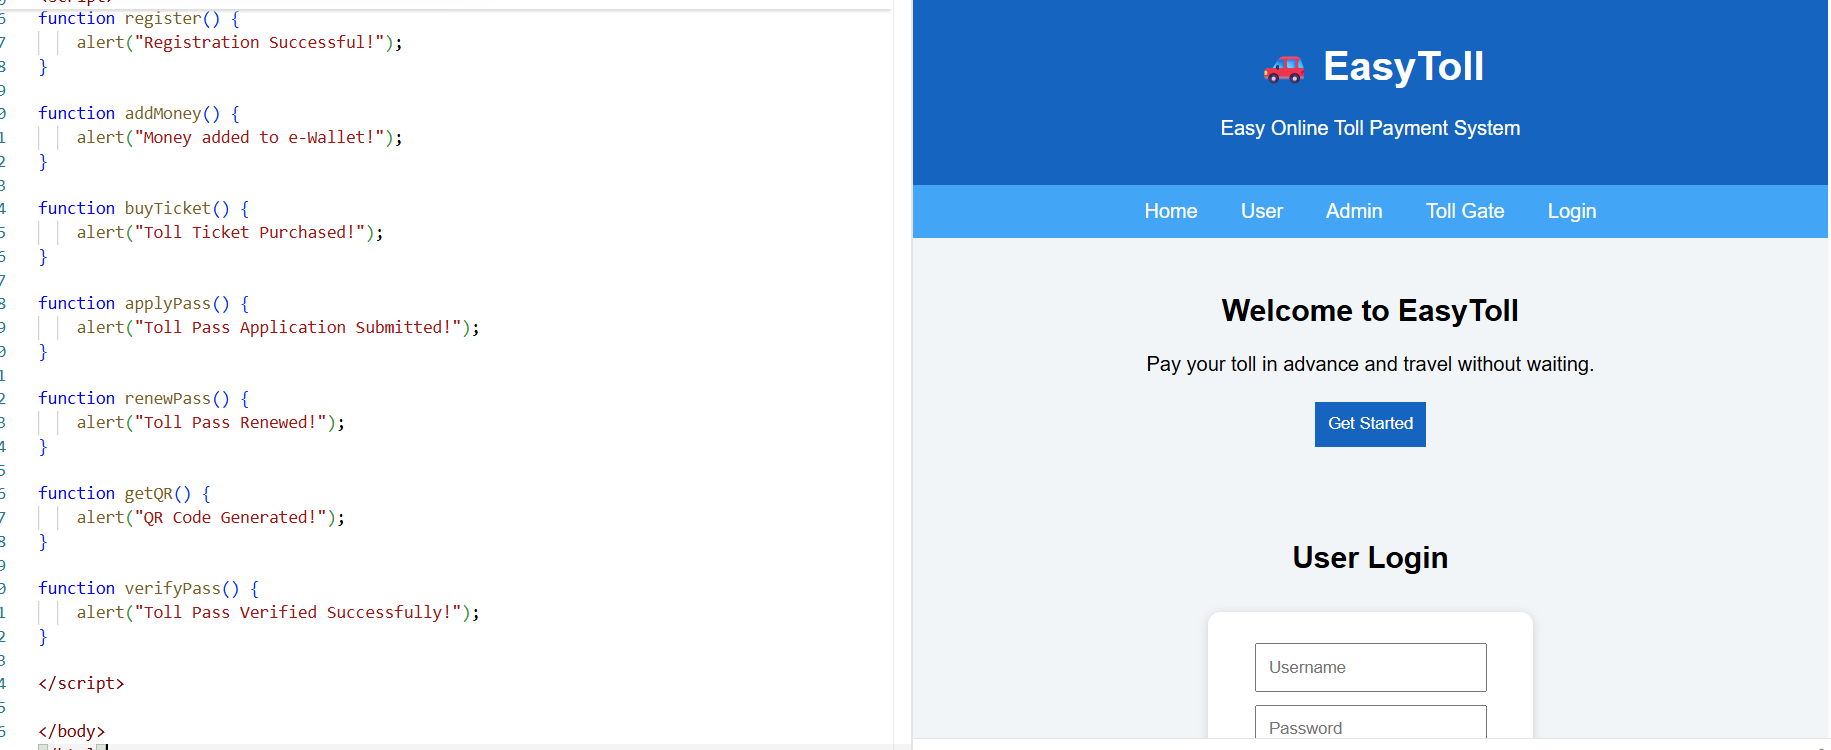 function register() {
alert("Registration Successful!");
}
function addMoney() {
alert("Money added to e-Wallet!");
}
function buyTicket() {
alert("Toll Ticket Purchased!");
}
function applyPass() {
alert("Toll Pass Application Submitted!");
}
function renewPass() {
alert("Toll Pass Renewed!");
}
function getQR() {
alert("QR Code Generated!");
}
function verifyPass() {
alert("Toll Pass Verified Successfully!");
}
</script>
</body>
EasyToll
Easy Online Toll Payment System
Home User Admin Toll Gate Login
Welcome to EasyToll
Pay your toll in advance and travel without waiting.
Get Started
User Login
Username
Password